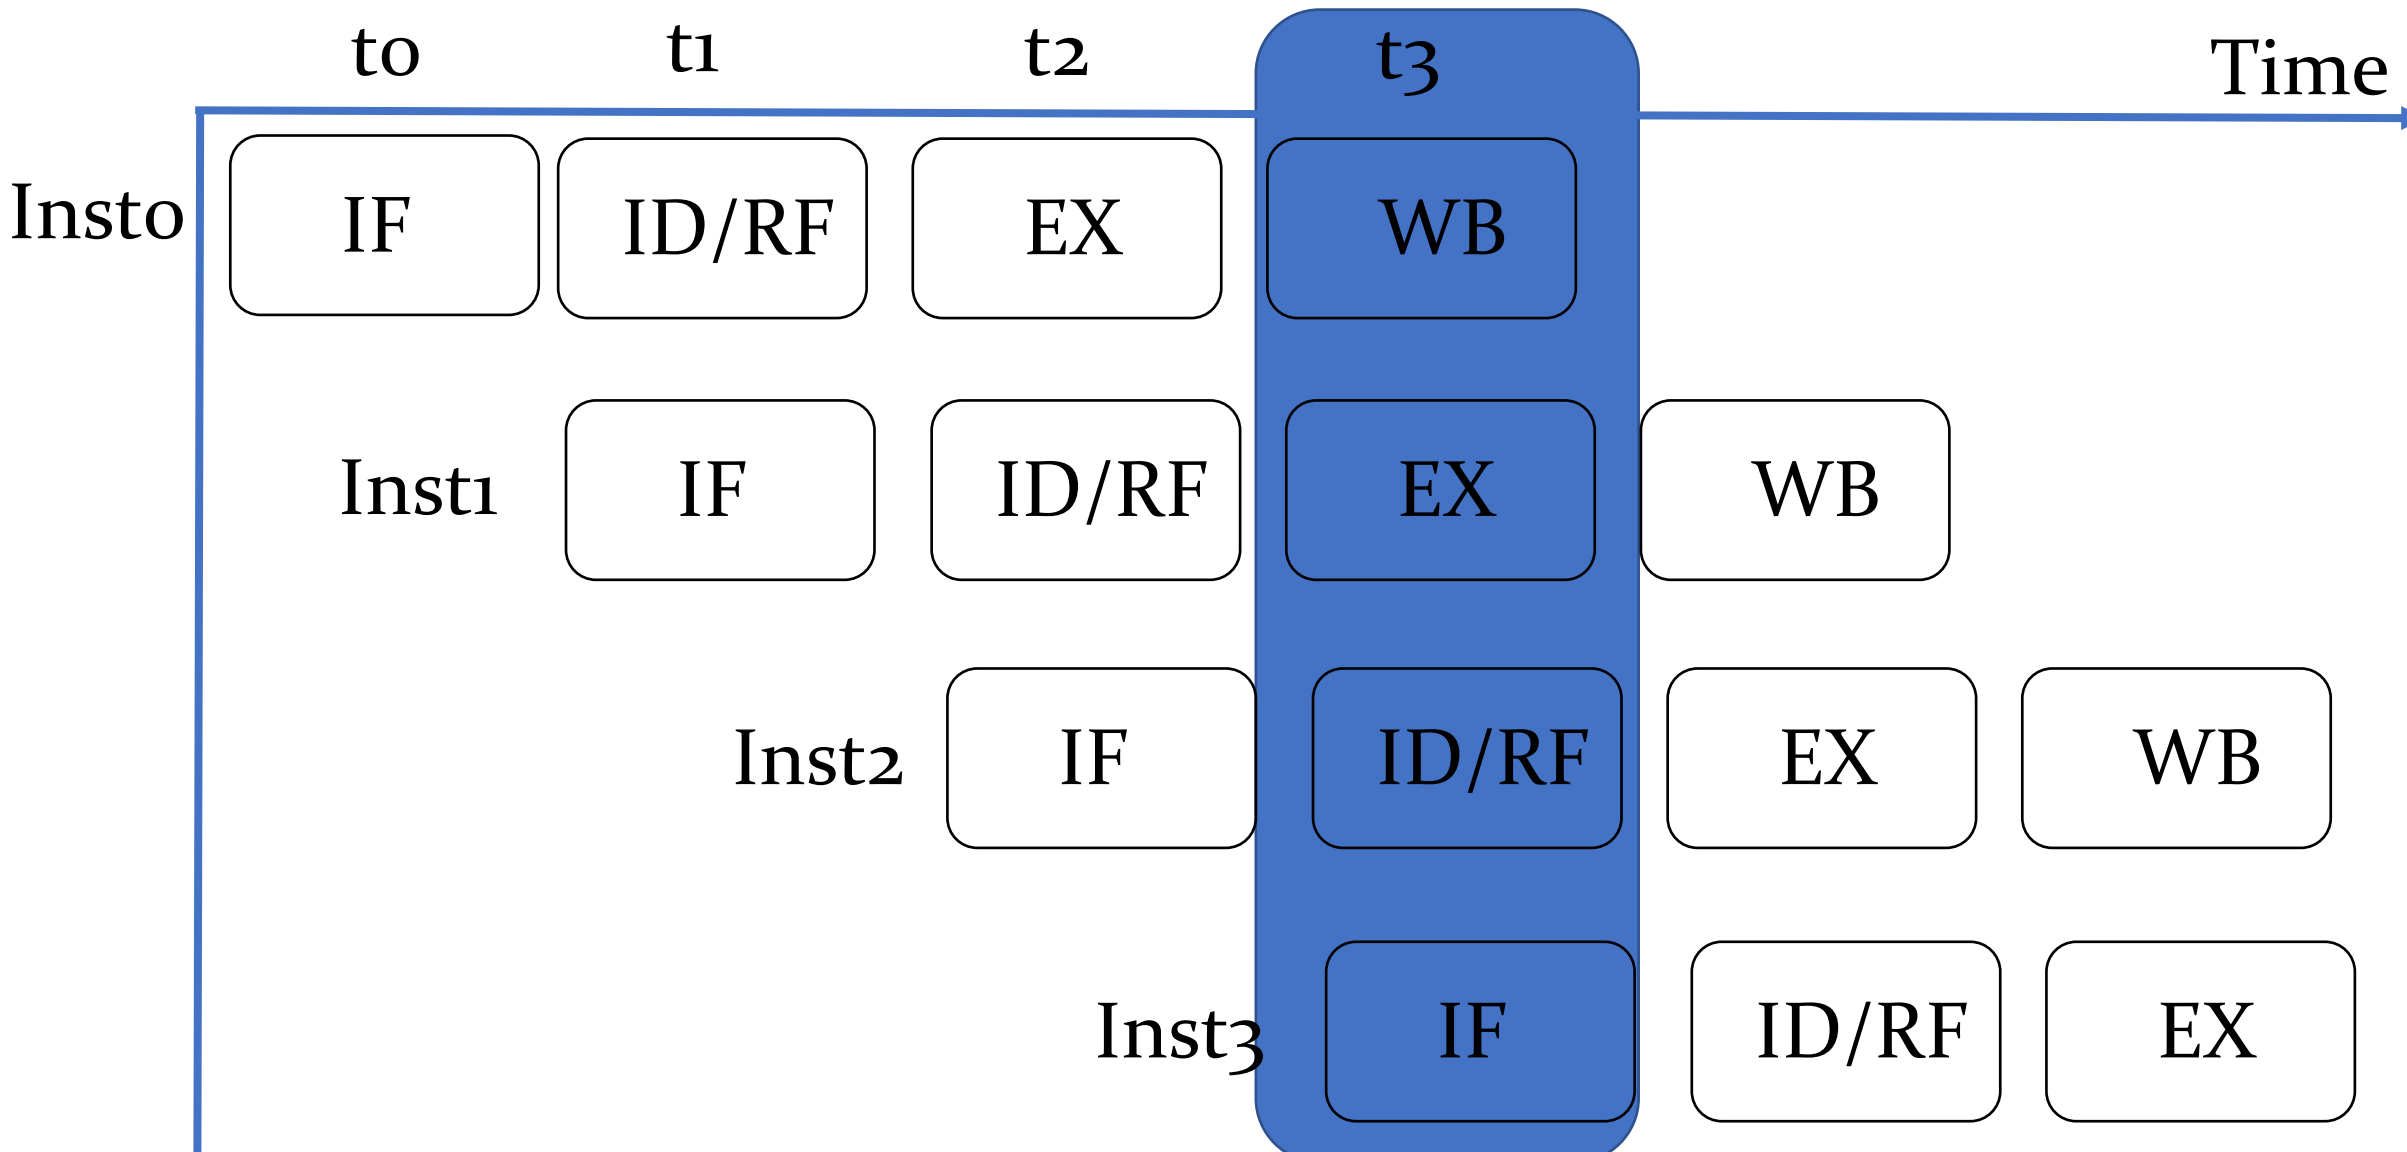 t0 t1 t2 t3 Time
Inst0 IF ID/RF EX WB
Inst1 IF ID/RF EX WB
Inst2 IF ID/RF EX WB
Inst3 IF ID/RF EX